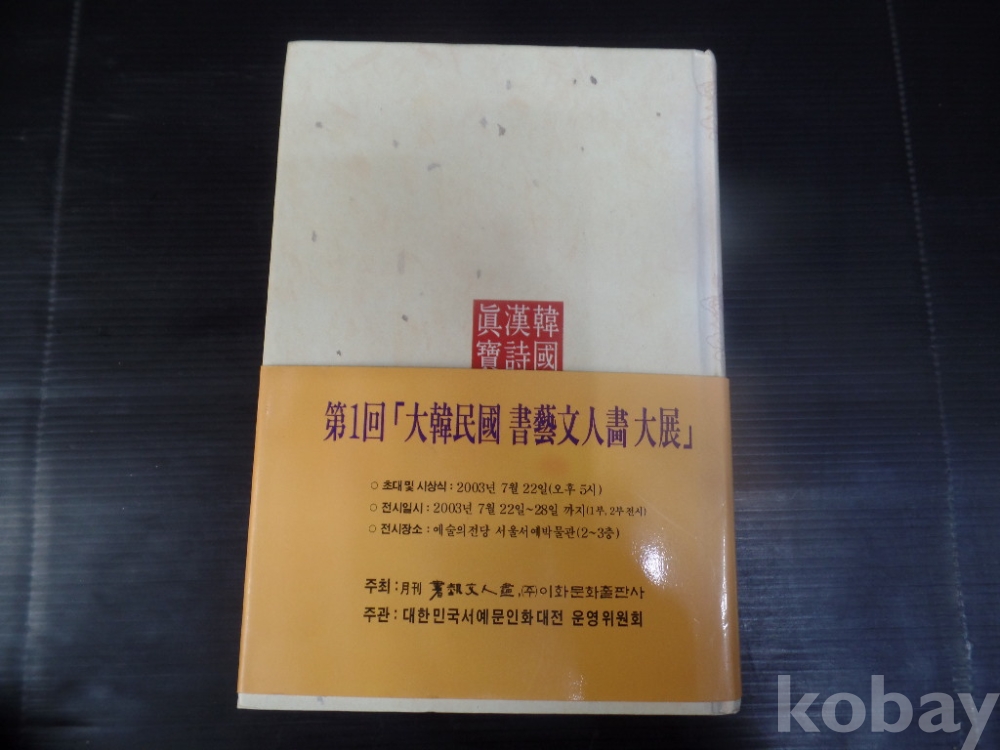 韓國
漢詩
眞寶
第1回「大韓民國 書藝文人畵 大展」
○ 초대 및 시상식 : 2003년 7월 22일(오후 5시)
○ 전시일시 : 2003년 7월 22일~28일 까지(1부, 2부 전시)
○ 전시장소 : 예술의전당 서울서예박물관(2~3층)
주최 : 月刊 書藝文人畵, ㈜이화문화출판사
주관 : 대한민국서예문인화대전 운영위원회
kobay